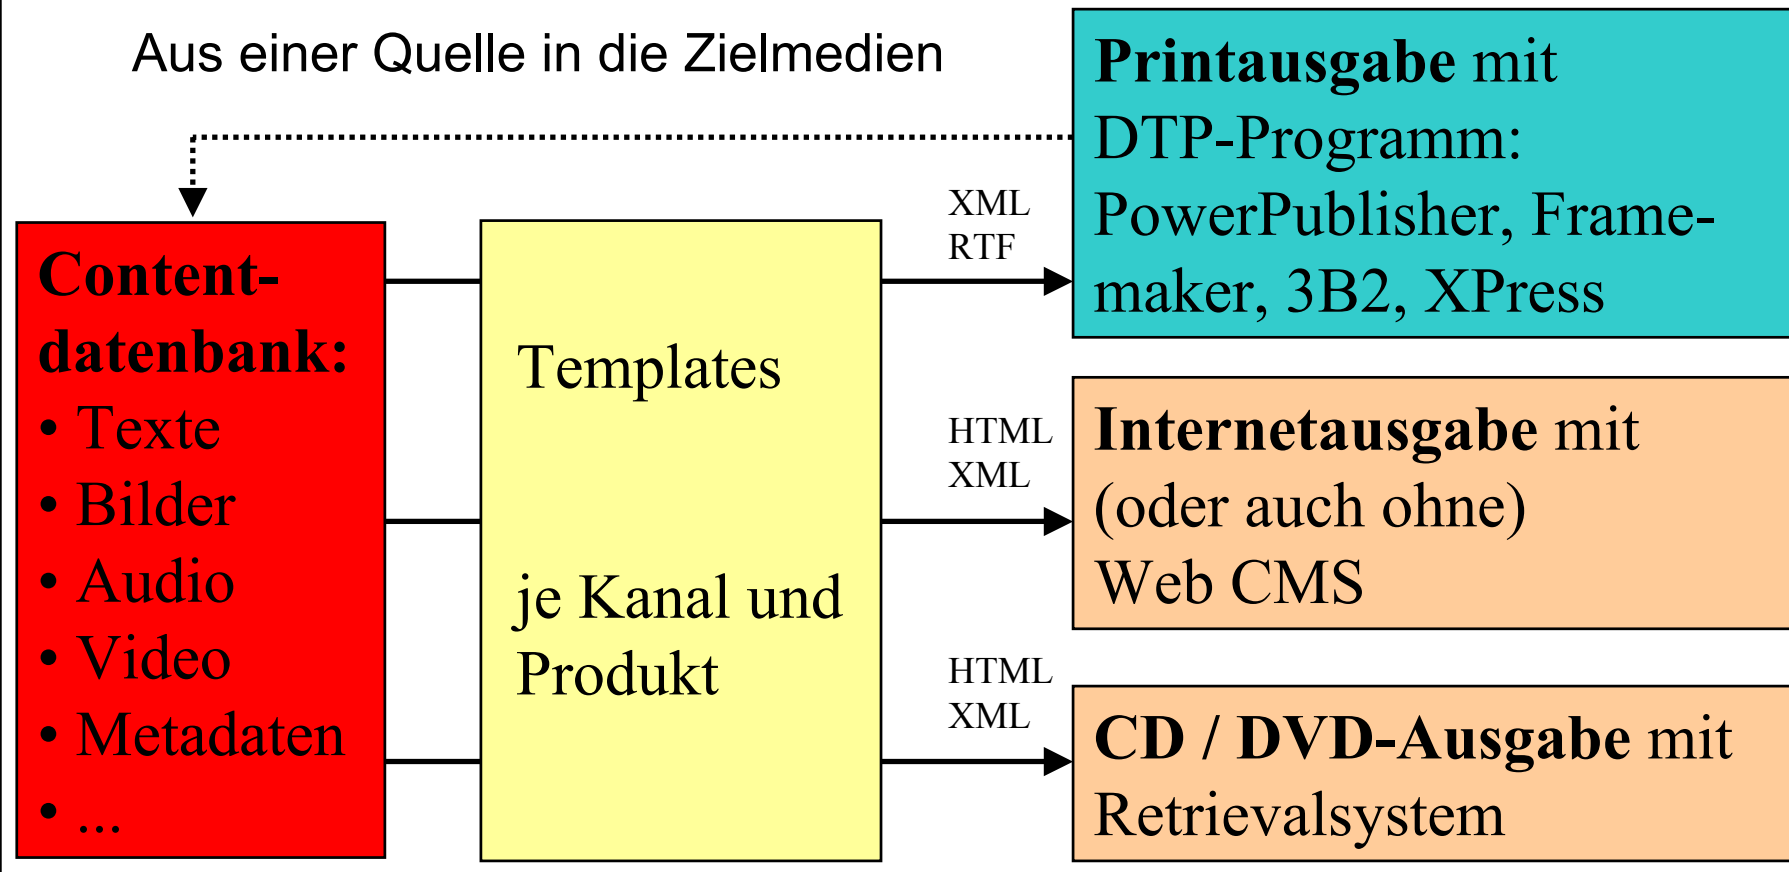 Aus einer Quelle in die Zielmedien
Content-
datenbank:
• Texte
• Bilder
• Audio
• Video
• Metadaten
• ...
Templates
je Kanal und
Produkt
XML
RTF
Printausgabe mit
DTP-Programm:
PowerPublisher, Frame-
maker, 3B2, XPress
HTML
XML
Internetausgabe mit
(oder auch ohne)
Web CMS
HTML
XML
CD / DVD-Ausgabe mit
Retrievalsystem